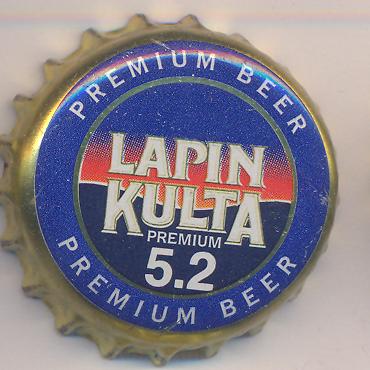 PREMIUM BEER
LAPIN
KULTA
PREMIUM
5.2
PREMIUM BEER